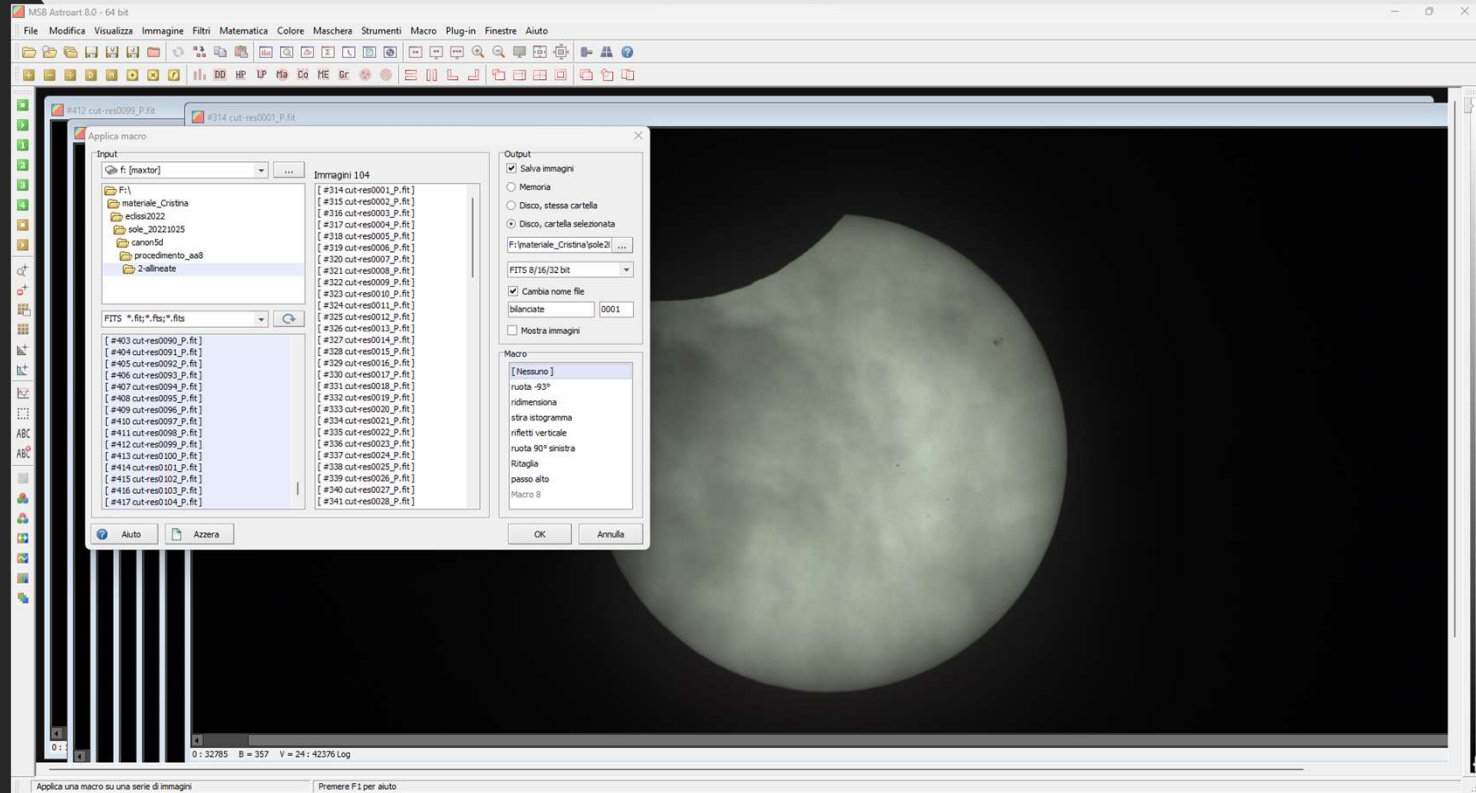 MSB Astroart 8.0 - 64 bit
File Modifica Visualizza Immagine Filtri Matematica Colore Maschera Strumenti Macro Plug-in Finestre Aiuto
DD HP LP Ma Co ME Gr
#412 cut-res0099_P.fit
#314 cut-res0001_P.fit
Applica macro
Input
f: [maxtor]
...
F:\
materiale_Cristina
eclissi2022
sole_20221025
canon5d
procedimento_aa8
2-allineate
FITS *.fit;*.fts;*.fits
[ #403 cut-res0090_P.fit ]
[ #404 cut-res0091_P.fit ]
[ #405 cut-res0092_P.fit ]
[ #406 cut-res0093_P.fit ]
[ #407 cut-res0094_P.fit ]
[ #408 cut-res0095_P.fit ]
[ #409 cut-res0096_P.fit ]
[ #410 cut-res0097_P.fit ]
[ #411 cut-res0098_P.fit ]
[ #412 cut-res0099_P.fit ]
[ #413 cut-res0100_P.fit ]
[ #414 cut-res0101_P.fit ]
[ #415 cut-res0102_P.fit ]
[ #416 cut-res0103_P.fit ]
[ #417 cut-res0104_P.fit ]
Immagini 104
[ #314 cut-res0001_P.fit ]
[ #315 cut-res0002_P.fit ]
[ #316 cut-res0003_P.fit ]
[ #317 cut-res0004_P.fit ]
[ #318 cut-res0005_P.fit ]
[ #319 cut-res0006_P.fit ]
[ #320 cut-res0007_P.fit ]
[ #321 cut-res0008_P.fit ]
[ #322 cut-res0009_P.fit ]
[ #323 cut-res0010_P.fit ]
[ #324 cut-res0011_P.fit ]
[ #325 cut-res0012_P.fit ]
[ #326 cut-res0013_P.fit ]
[ #327 cut-res0014_P.fit ]
[ #328 cut-res0015_P.fit ]
[ #329 cut-res0016_P.fit ]
[ #330 cut-res0017_P.fit ]
[ #331 cut-res0018_P.fit ]
[ #332 cut-res0019_P.fit ]
[ #333 cut-res0020_P.fit ]
[ #334 cut-res0021_P.fit ]
[ #335 cut-res0022_P.fit ]
[ #336 cut-res0023_P.fit ]
[ #337 cut-res0024_P.fit ]
[ #338 cut-res0025_P.fit ]
[ #339 cut-res0026_P.fit ]
[ #340 cut-res0027_P.fit ]
[ #341 cut-res0028_P.fit ]
Output
Salva immagini
Memoria
Disco, stessa cartella
Disco, cartella selezionata
F:\materiale_Cristina\sole2 ...
FITS 8/16/32 bit
Cambia nome file
bilanciate 0001
Mostra immagini
Macro
[ Nessuno ]
ruota -93°
ridimensiona
stira istogramma
rifletti verticale
ruota 90° sinistra
Ritaglia
passo alto
Macro 8
Aiuto Azzera OK Annulla
1
2
3
4
ABC
ABC
0 : 32785 B = 357 V = 24 : 42376 Log
Applica una macro su una serie di immagini Premere F1 per aiuto